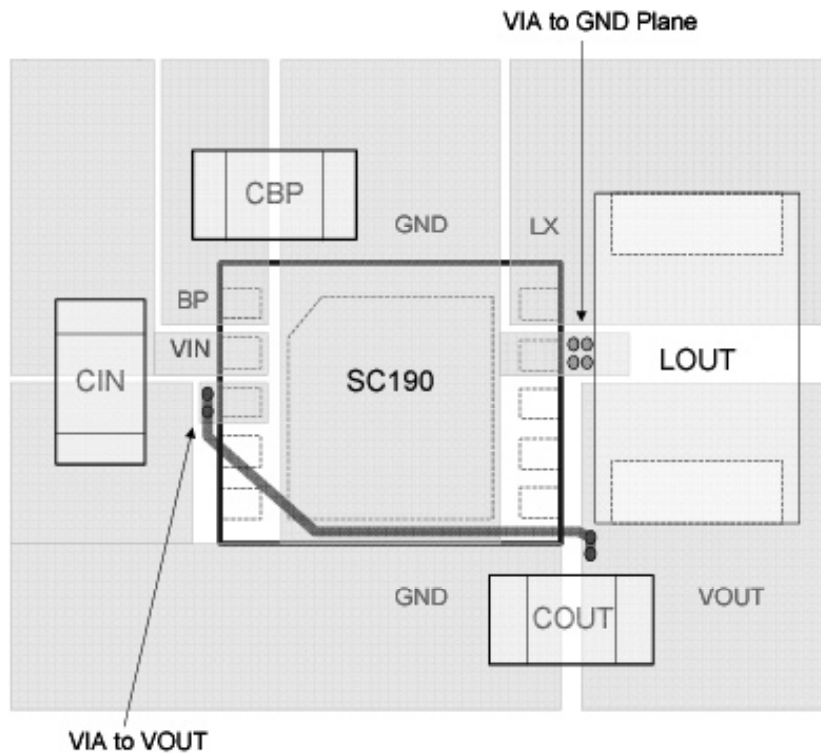 VIA to GND Plane
CBP
GND
LX
BP
VIN
CIN
SC190
LOUT
GND
COUT
VOUT
VIA to VOUT